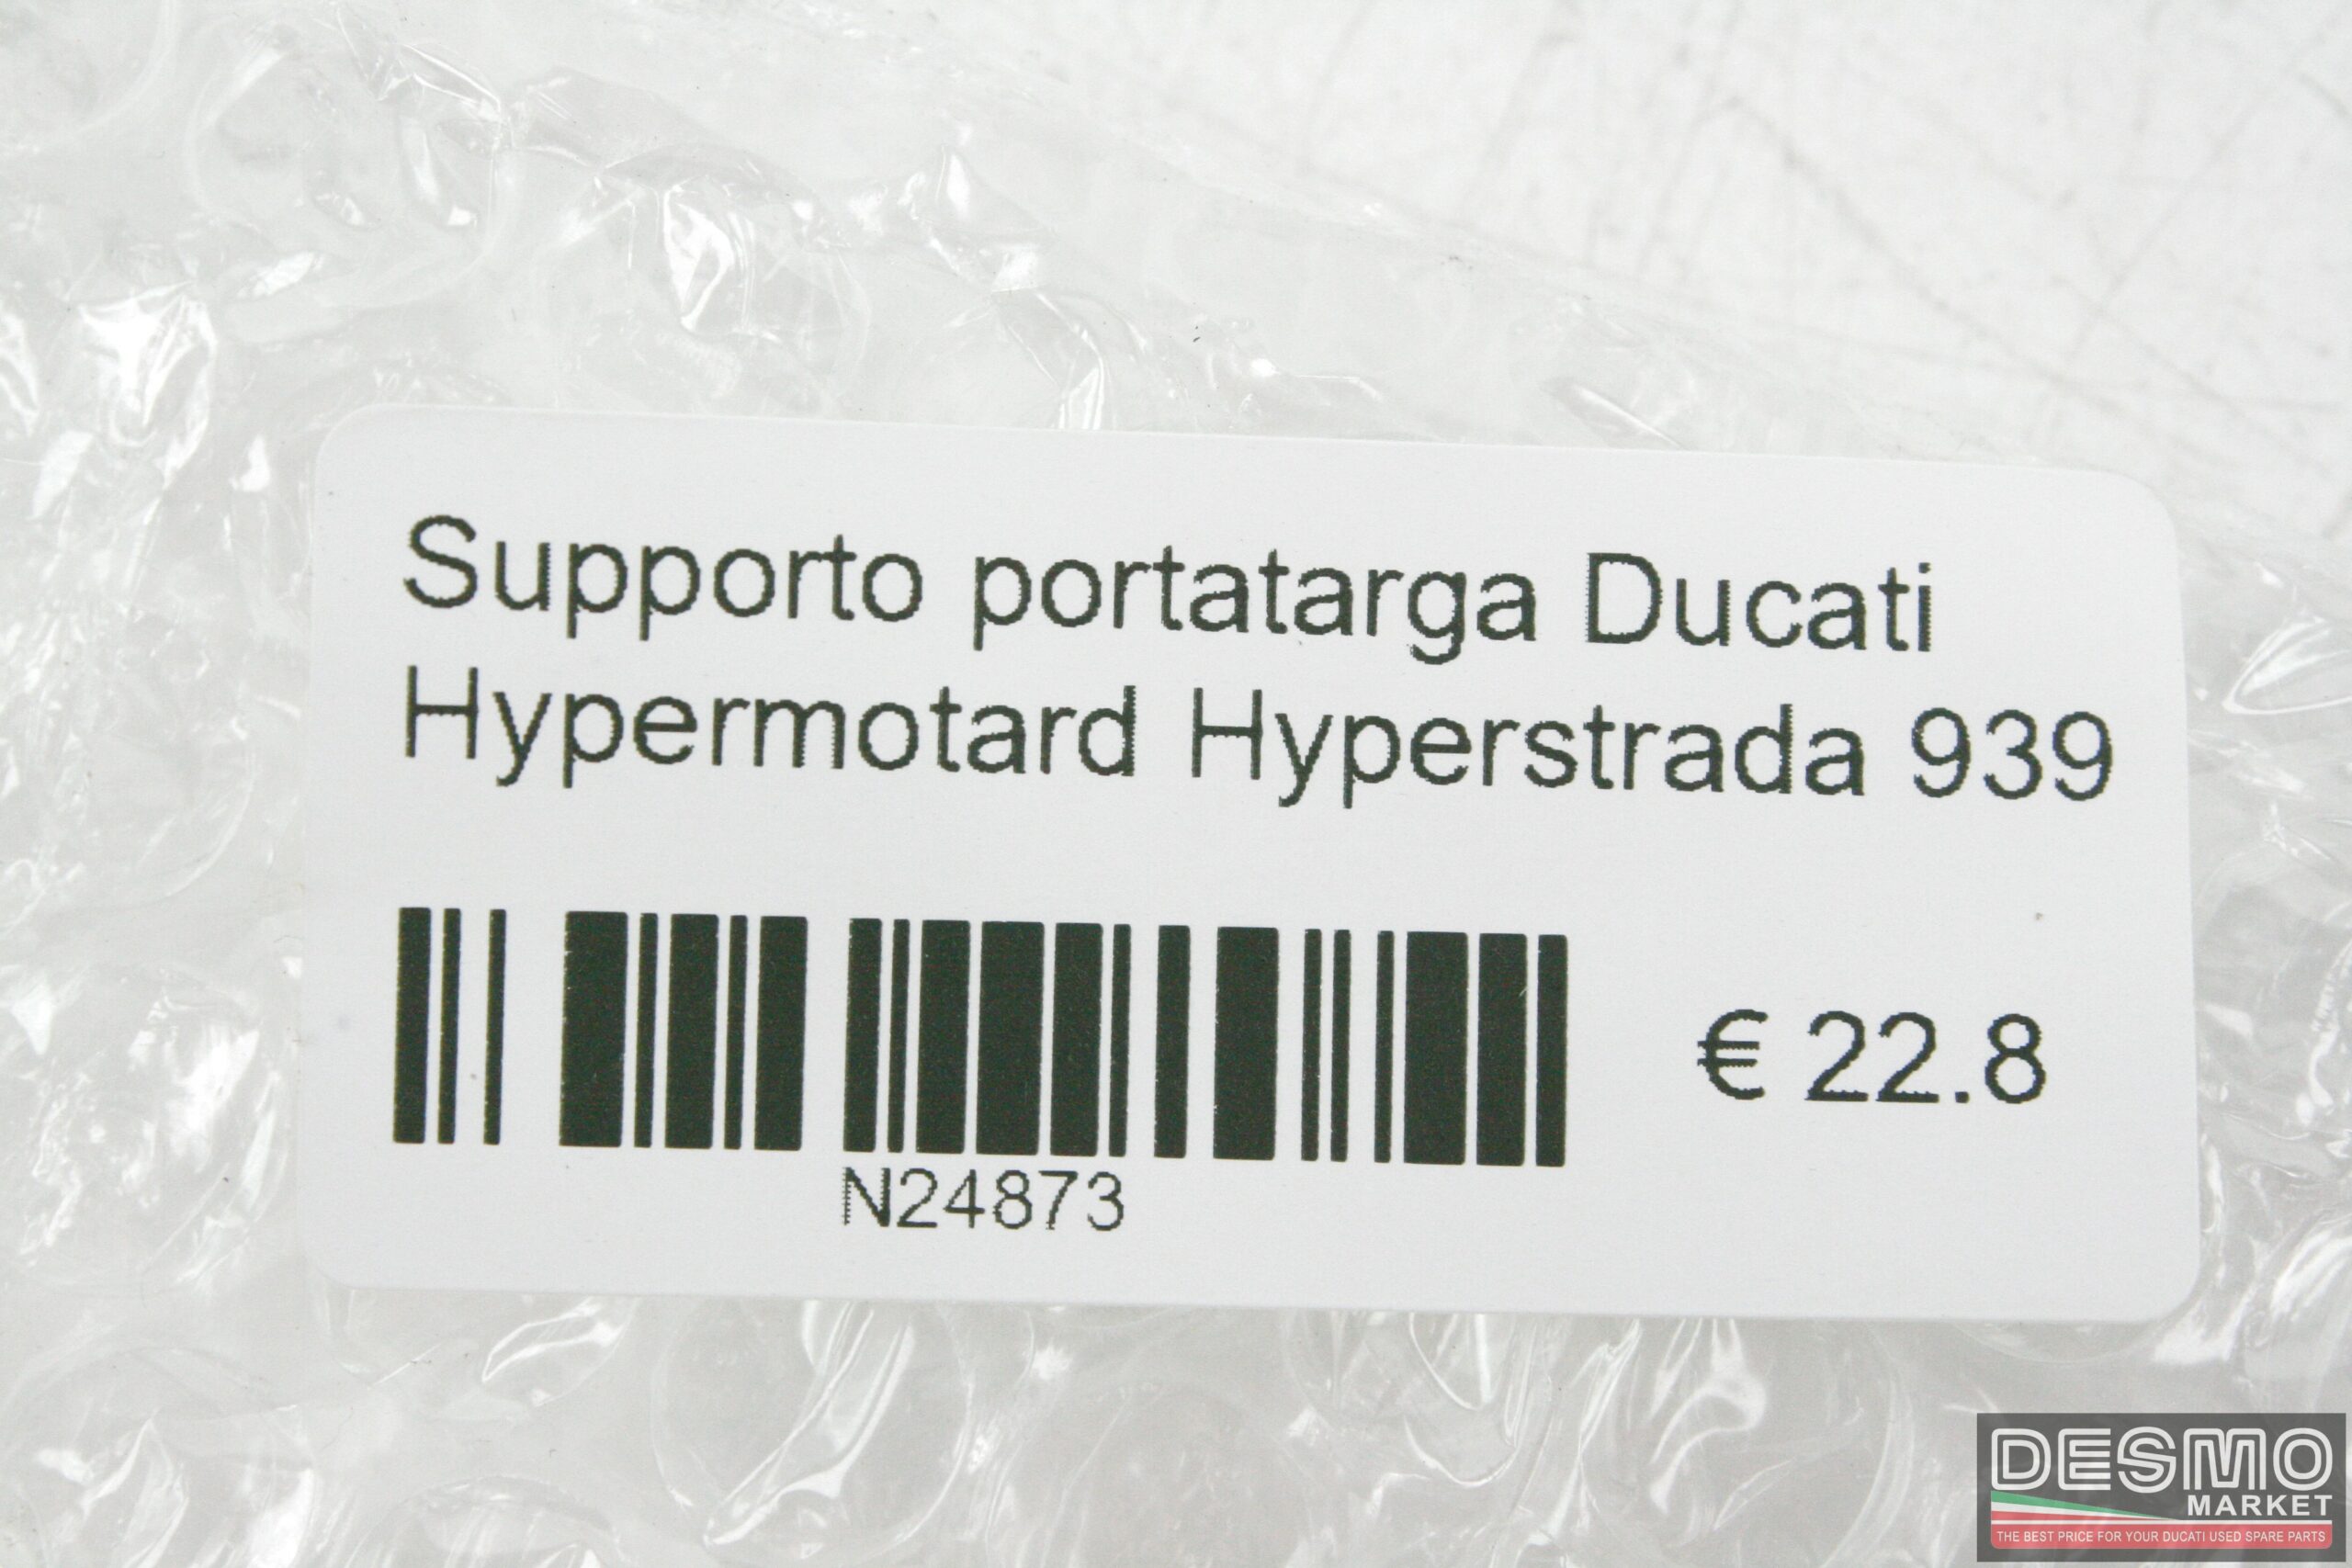 Supporto portatarga Ducati
Hypermotard Hyperstrada 939
€ 22.8
N24873
DESMO
MARKET
THE BEST PRICE FOR YOUR DUCATI USED SPARE PARTS